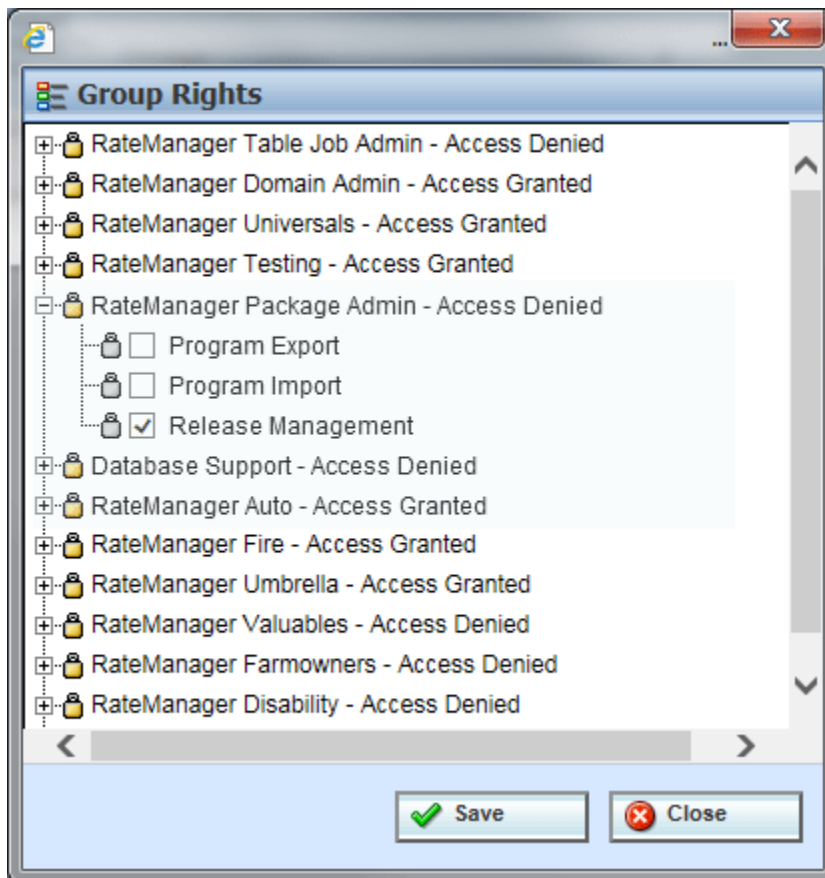 ...
Group Rights
RateManager Table Job Admin - Access Denied
RateManager Domain Admin - Access Granted
RateManager Universals - Access Granted
RateManager Testing - Access Granted
RateManager Package Admin - Access Denied
Program Export
Program Import
Release Management
Database Support - Access Denied
RateManager Auto - Access Granted
RateManager Fire - Access Granted
RateManager Umbrella - Access Granted
RateManager Valuables - Access Denied
RateManager Farmowners - Access Denied
RateManager Disability - Access Denied
Save Close